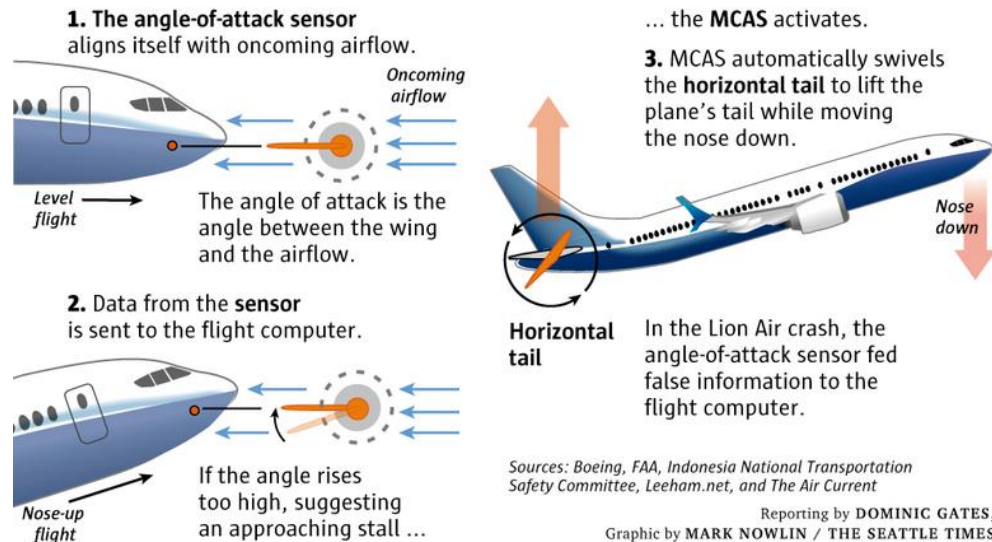 1. The angle-of-attack sensor
aligns itself with oncoming airflow.
Oncoming
airflow
Level
flight
The angle of attack is the
angle between the wing
and the airflow.
2. Data from the sensor
is sent to the flight computer.
Nose-up
flight
If the angle rises
too high, suggesting
an approaching stall ...
... the MCAS activates.
3. MCAS automatically swivels
the horizontal tail to lift the
plane's tail while moving
the nose down.
Nose
down
Horizontal
tail
In the Lion Air crash, the
angle-of-attack sensor fed
false information to the
flight computer.
Sources: Boeing, FAA, Indonesia National Transportation
Safety Committee, Leeham.net, and The Air Current
Reporting by DOMINIC GATES,
Graphic by MARK NOWLIN / THE SEATTLE TIMES